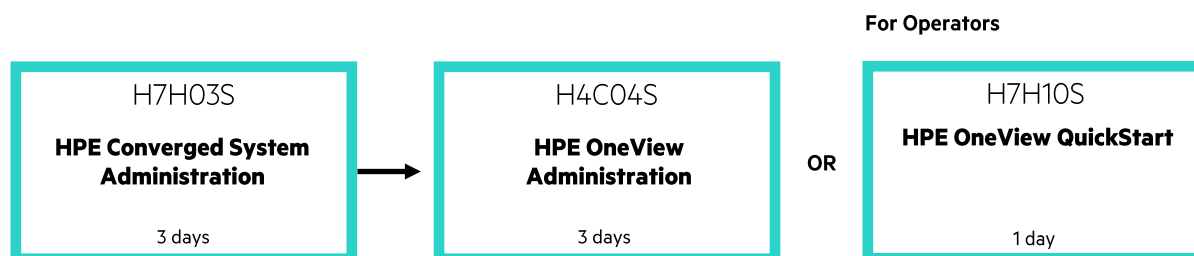 For Operators
H7H03S
HPE Converged System
Administration
3 days
H4C04S
HPE OneView
Administration
3 days
OR
H7H10S
HPE OneView QuickStart
1 day